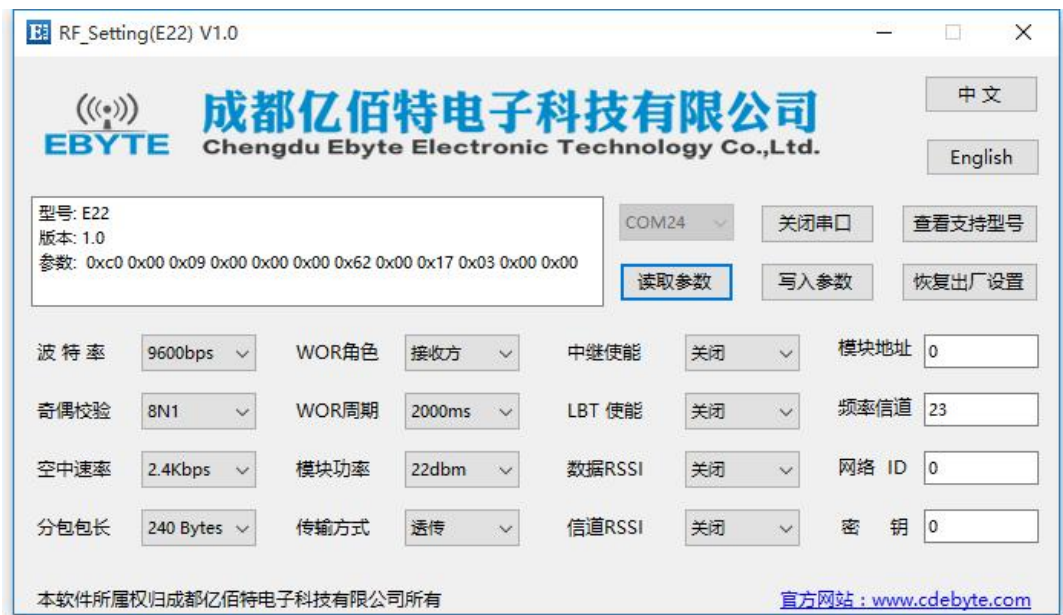 RF_Setting(E22) V1.0
中 文
EBYTE
成都亿佰特电子科技有限公司
Chengdu Ebyte Electronic Technology Co.,Ltd.
English
型号: E22
版本: 1.0
参数: 0xc0 0x00 0x09 0x00 0x00 0x00 0x62 0x00 0x17 0x03 0x00 0x00
COM24 关闭串口 查看支持型号
读取参数 写入参数 恢复出厂设置
波 特 率 9600bps WOR角色 接收方 中继使能 关闭 模块地址 0
奇偶校验 8N1 WOR周期 2000ms LBT 使能 关闭 频率信道 23
空中速率 2.4Kbps 模块功率 22dbm 数据RSSI 关闭 网络 ID 0
分包包长 240 Bytes 传输方式 透传 信道RSSI 关闭 密 钥 0
本软件所属权归成都亿佰特电子科技有限公司所有 官方网站：www.cdebyte.com